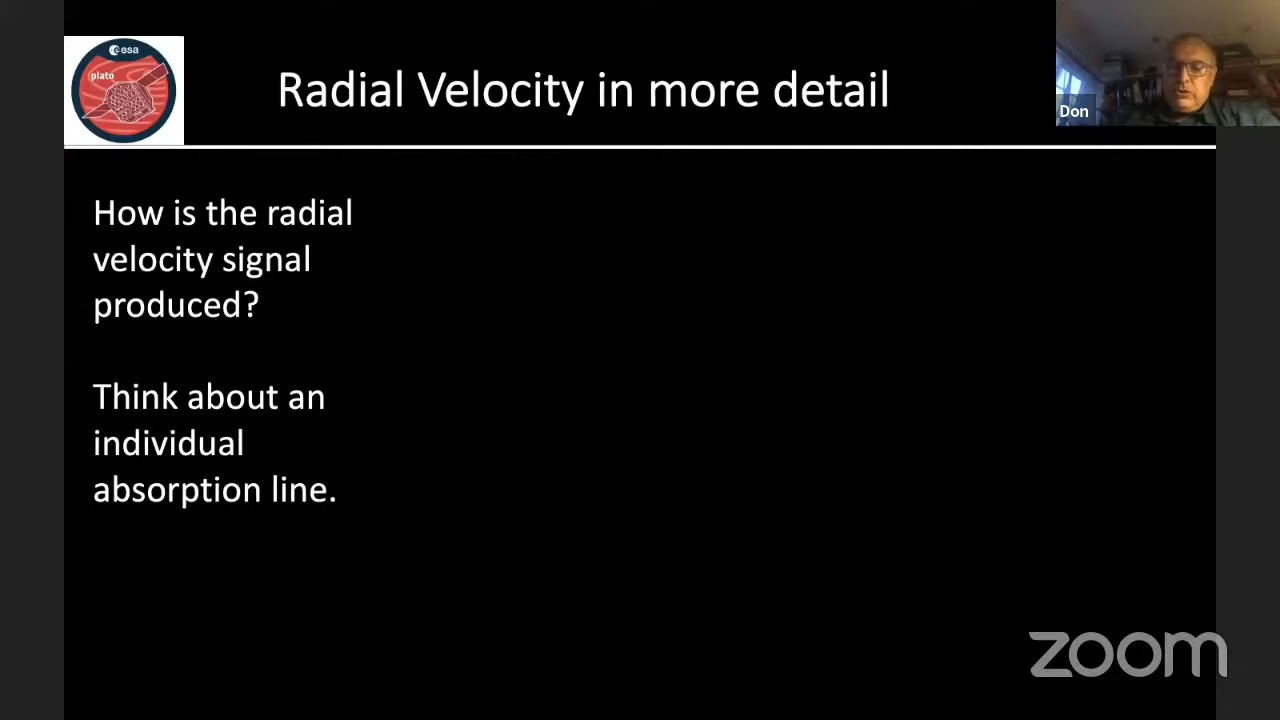 esa
plato
Radial Velocity in more detail
Don
How is the radial
velocity signal
produced?
Think about an
individual
absorption line.
zoom